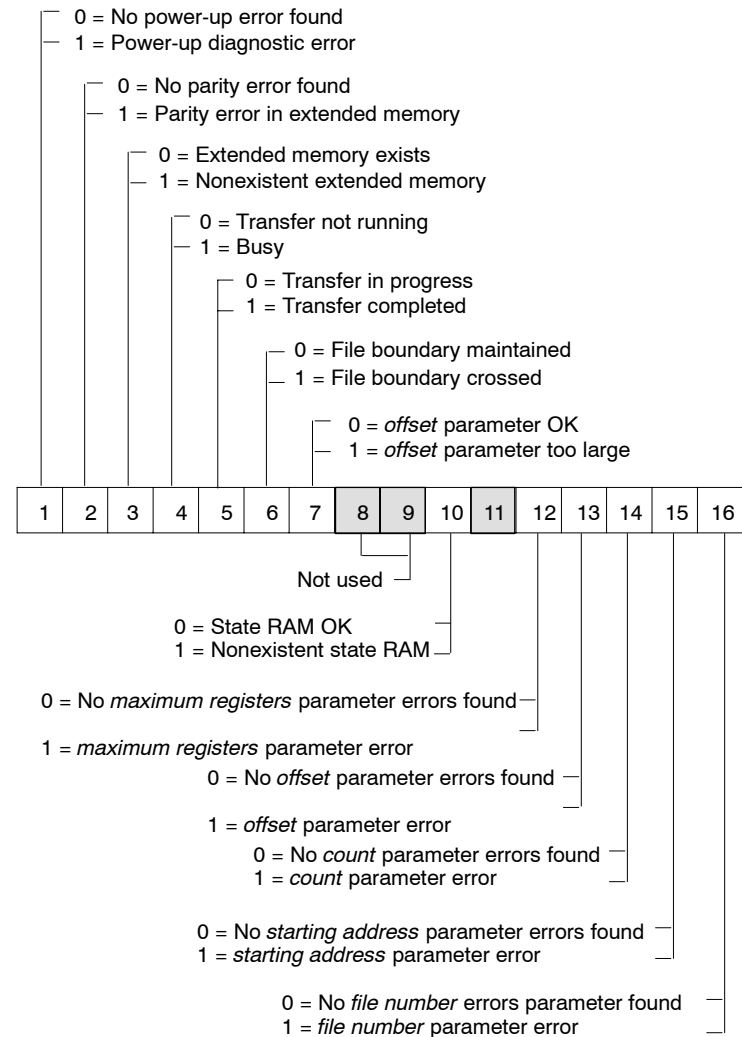 0 = No power-up error found
1 = Power-up diagnostic error
0 = No parity error found
1 = Parity error in extended memory
0 = Extended memory exists
1 = Nonexistent extended memory
0 = Transfer not running
1 = Busy
0 = Transfer in progress
1 = Transfer completed
0 = File boundary maintained
1 = File boundary crossed
0 = offset parameter OK
1 = offset parameter too large
1 2 3 4 5 6 7 8 9 10 11 12 13 14 15 16
Not used
0 = State RAM OK
1 = Nonexistent state RAM
0 = No maximum registers parameter errors found
1 = maximum registers parameter error
0 = No offset parameter errors found
1 = offset parameter error
0 = No count parameter errors found
1 = count parameter error
0 = No starting address parameter errors found
1 = starting address parameter error
0 = No file number errors parameter found
1 = file number parameter error